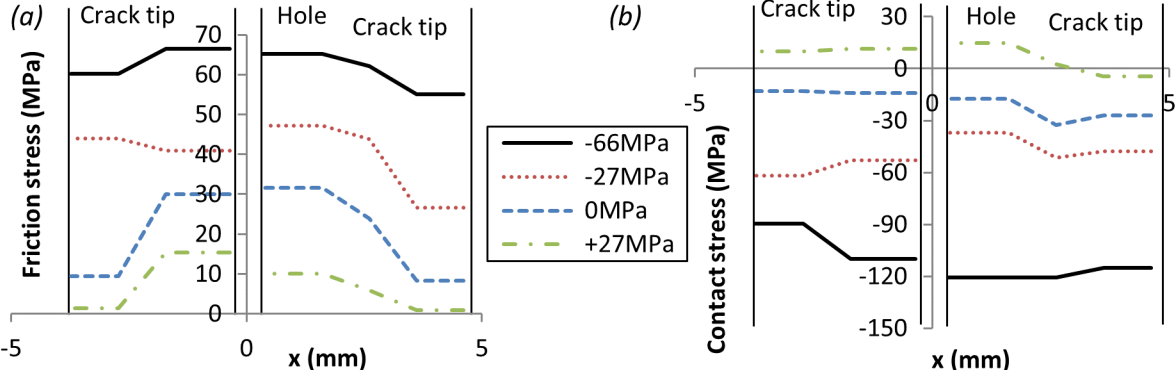 (a)
Crack tip
Hole
Crack tip
Friction stress (MPa)
70
60
50
40
30
20
10
0
-5
0
5
x (mm)
-66MPa
-27MPa
0MPa
+27MPa
(b)
Crack tip
Hole
Crack tip
Contact stress (MPa)
30
0
-30
-60
-90
-120
-150
-5
0
5
x (mm)